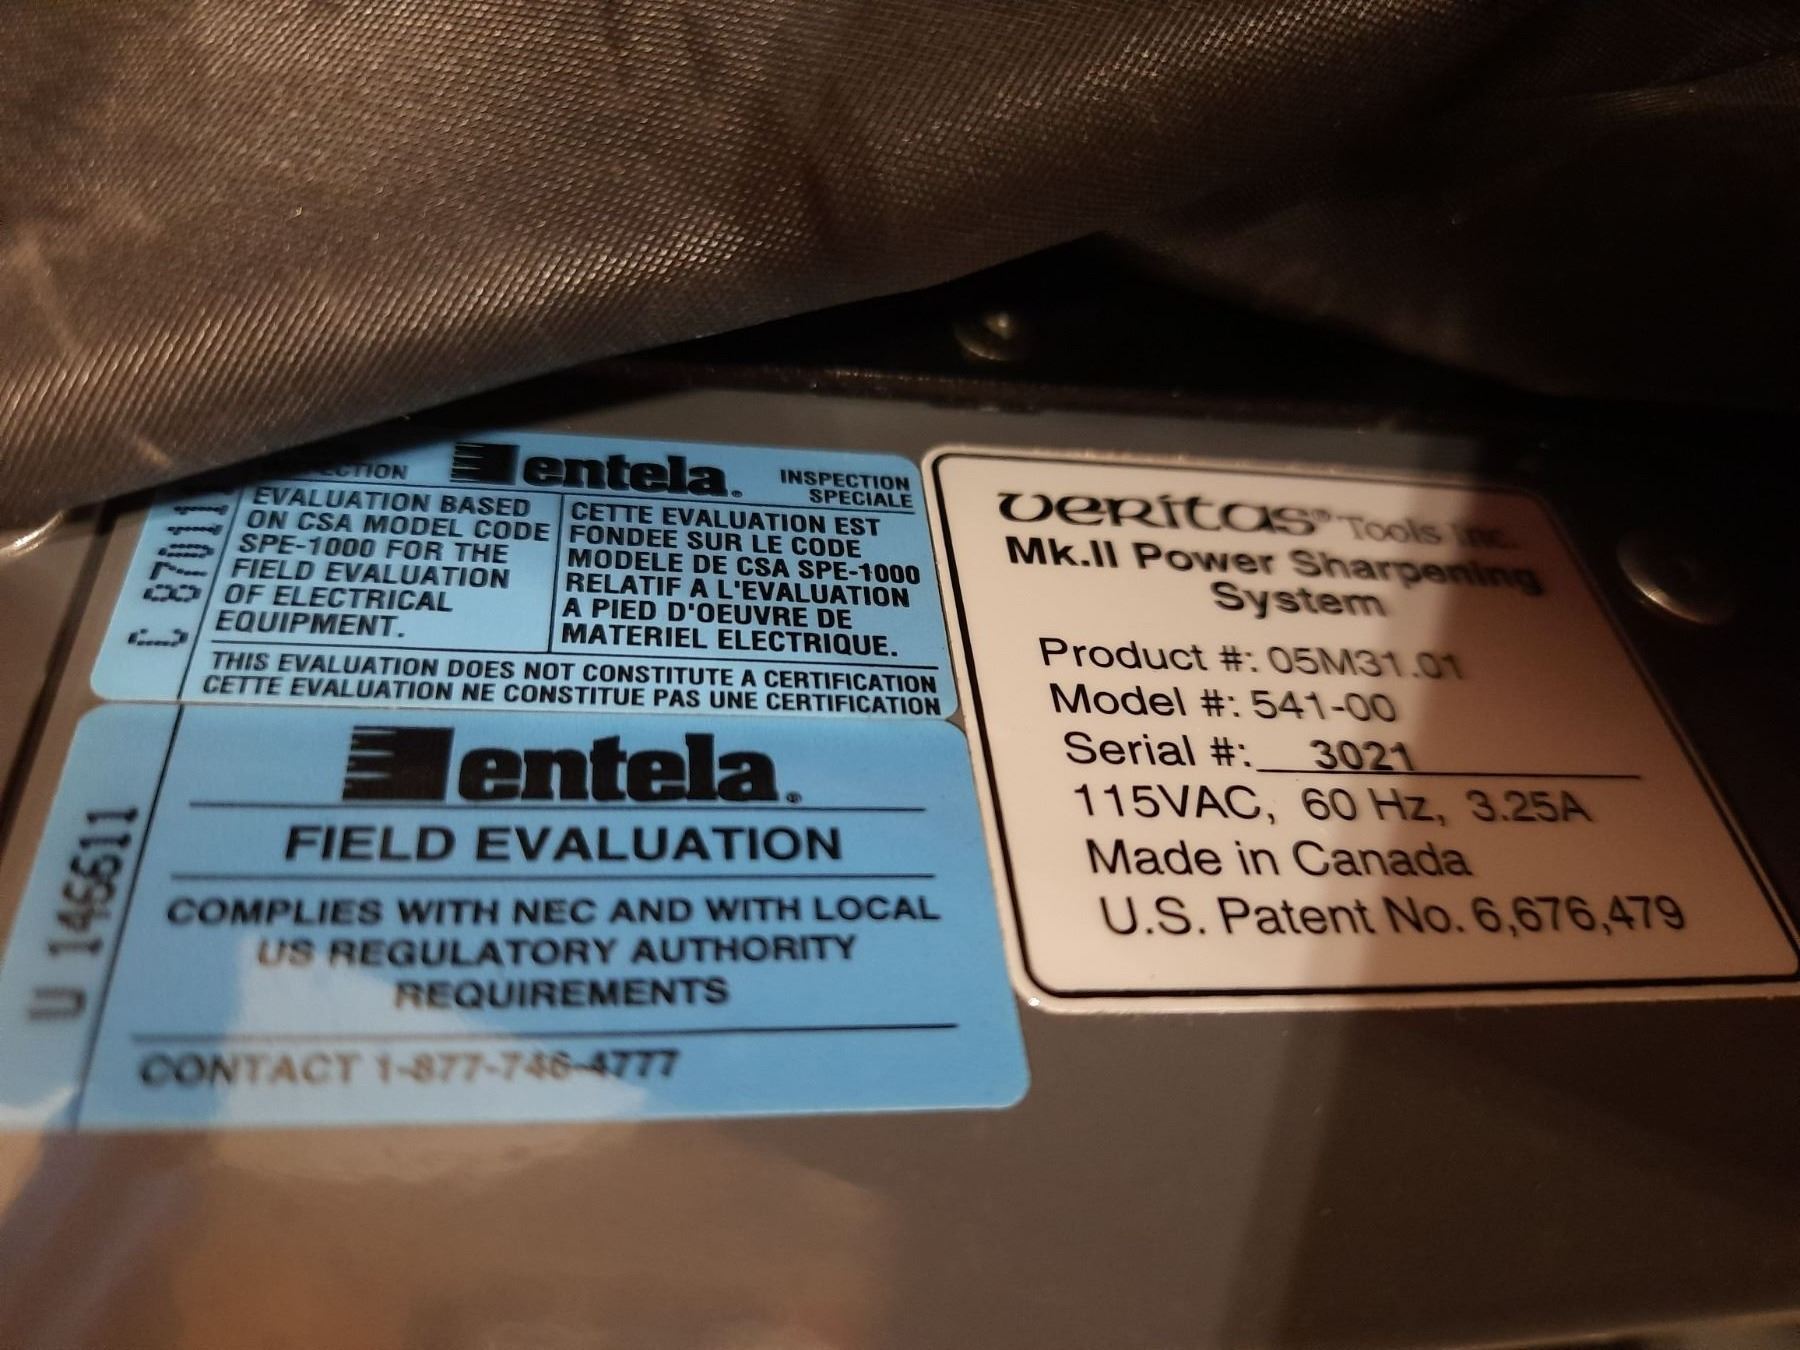 entela®
INSPECTION
SPECIALE
EVALUATION BASED
ON CSA MODEL CODE
SPE-1000 FOR THE
FIELD EVALUATION
OF ELECTRICAL
EQUIPMENT.
CETTE EVALUATION EST
FONDEE SUR LE CODE
MODELE DE CSA SPE-1000
RELATIF A L'EVALUATION
A PIED D'OEUVRE DE
MATERIEL ELECTRIQUE.
THIS EVALUATION DOES NOT CONSTITUTE A CERTIFICATION
CETTE EVALUATION NE CONSTITUE PAS UNE CERTIFICATION
entela®
FIELD EVALUATION
COMPLIES WITH NEC AND WITH LOCAL
US REGULATORY AUTHORITY
REQUIREMENTS
CONTACT 1-877-746-4777
U 146611
veritas® Tools Inc.
Mk.II Power Sharpening
System
Product #: 05M31.01
Model #: 541-00
Serial #: 3021
115VAC, 60 Hz, 3.25A
Made in Canada
U.S. Patent No. 6,676,479